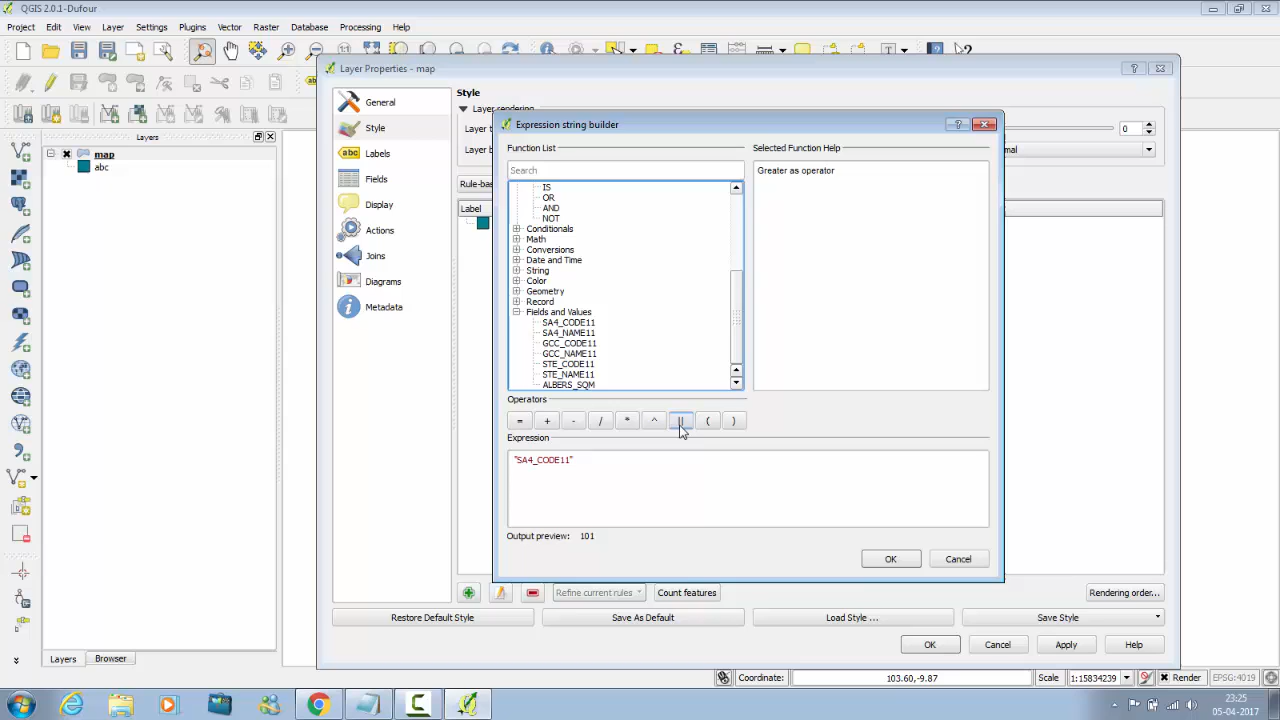 QGIS 2.0.1-Dufour
Project Edit View Layer Settings Plugins Vector Raster Database Processing Help
Layer Properties - map
Layers
map
abc
General
Style
Labels
Fields
Display
Actions
Joins
Diagrams
Metadata
Style
Layer rendering
Layer t
0
Layer b
mal
Rule-bas
Label
Expression string builder
Function List
Search
IS
OR
AND
NOT
Conditionals
Math
Conversions
Date and Time
String
Color
Geometry
Record
Fields and Values
SA4_CODE11
SA4_NAME11
GCC_CODE11
GCC_NAME11
STE_CODE11
STE_NAME11
ALBERS_SQM
Selected Function Help
Greater as operator
Operators
= + - / * ^ || ( )
Expression
"SA4_CODE11"
Output preview: 101
OK Cancel
Refine current rules Count features Rendering order...
Restore Default Style Save As Default Load Style ... Save Style
OK Cancel Apply Help
Layers Browser
Coordinate: 103.60,-9.87 Scale 1:15834239 Render EPSG:4019
23:25
05-04-2017